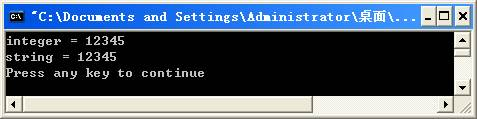 "C:\Documents and Settings\Administrator\桌面\...
integer = 12345
string = 12345
Press any key to continue